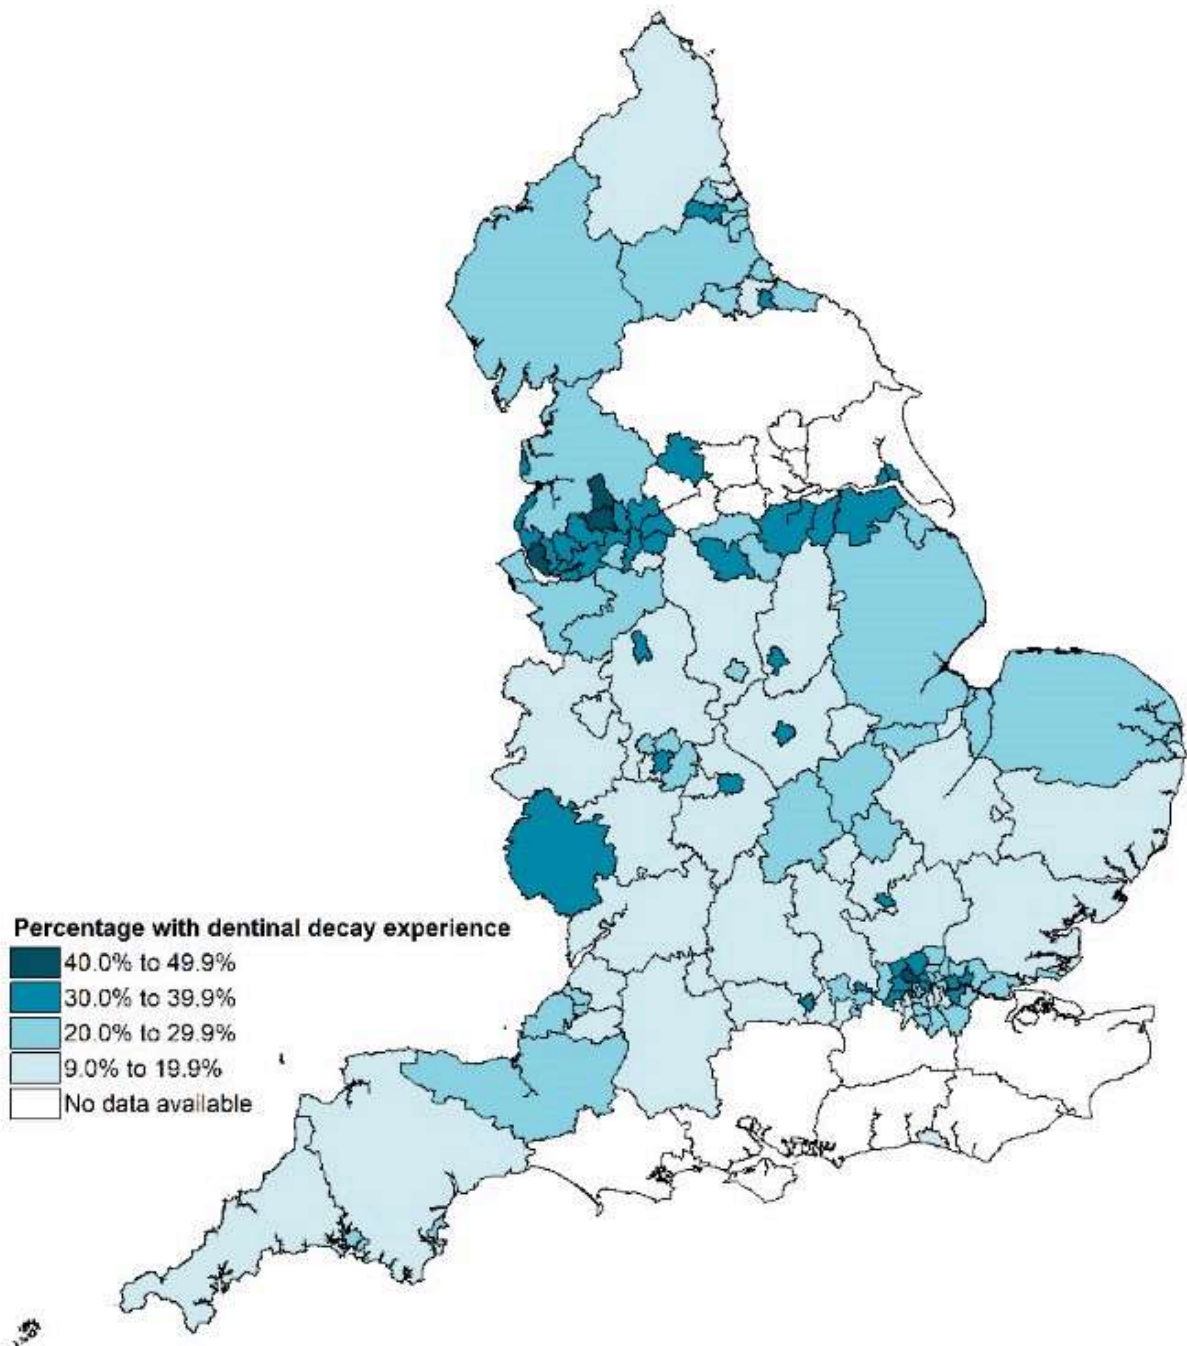 Percentage with dentinal decay experience
40.0% to 49.9%
30.0% to 39.9%
20.0% to 29.9%
9.0% to 19.9%
No data available